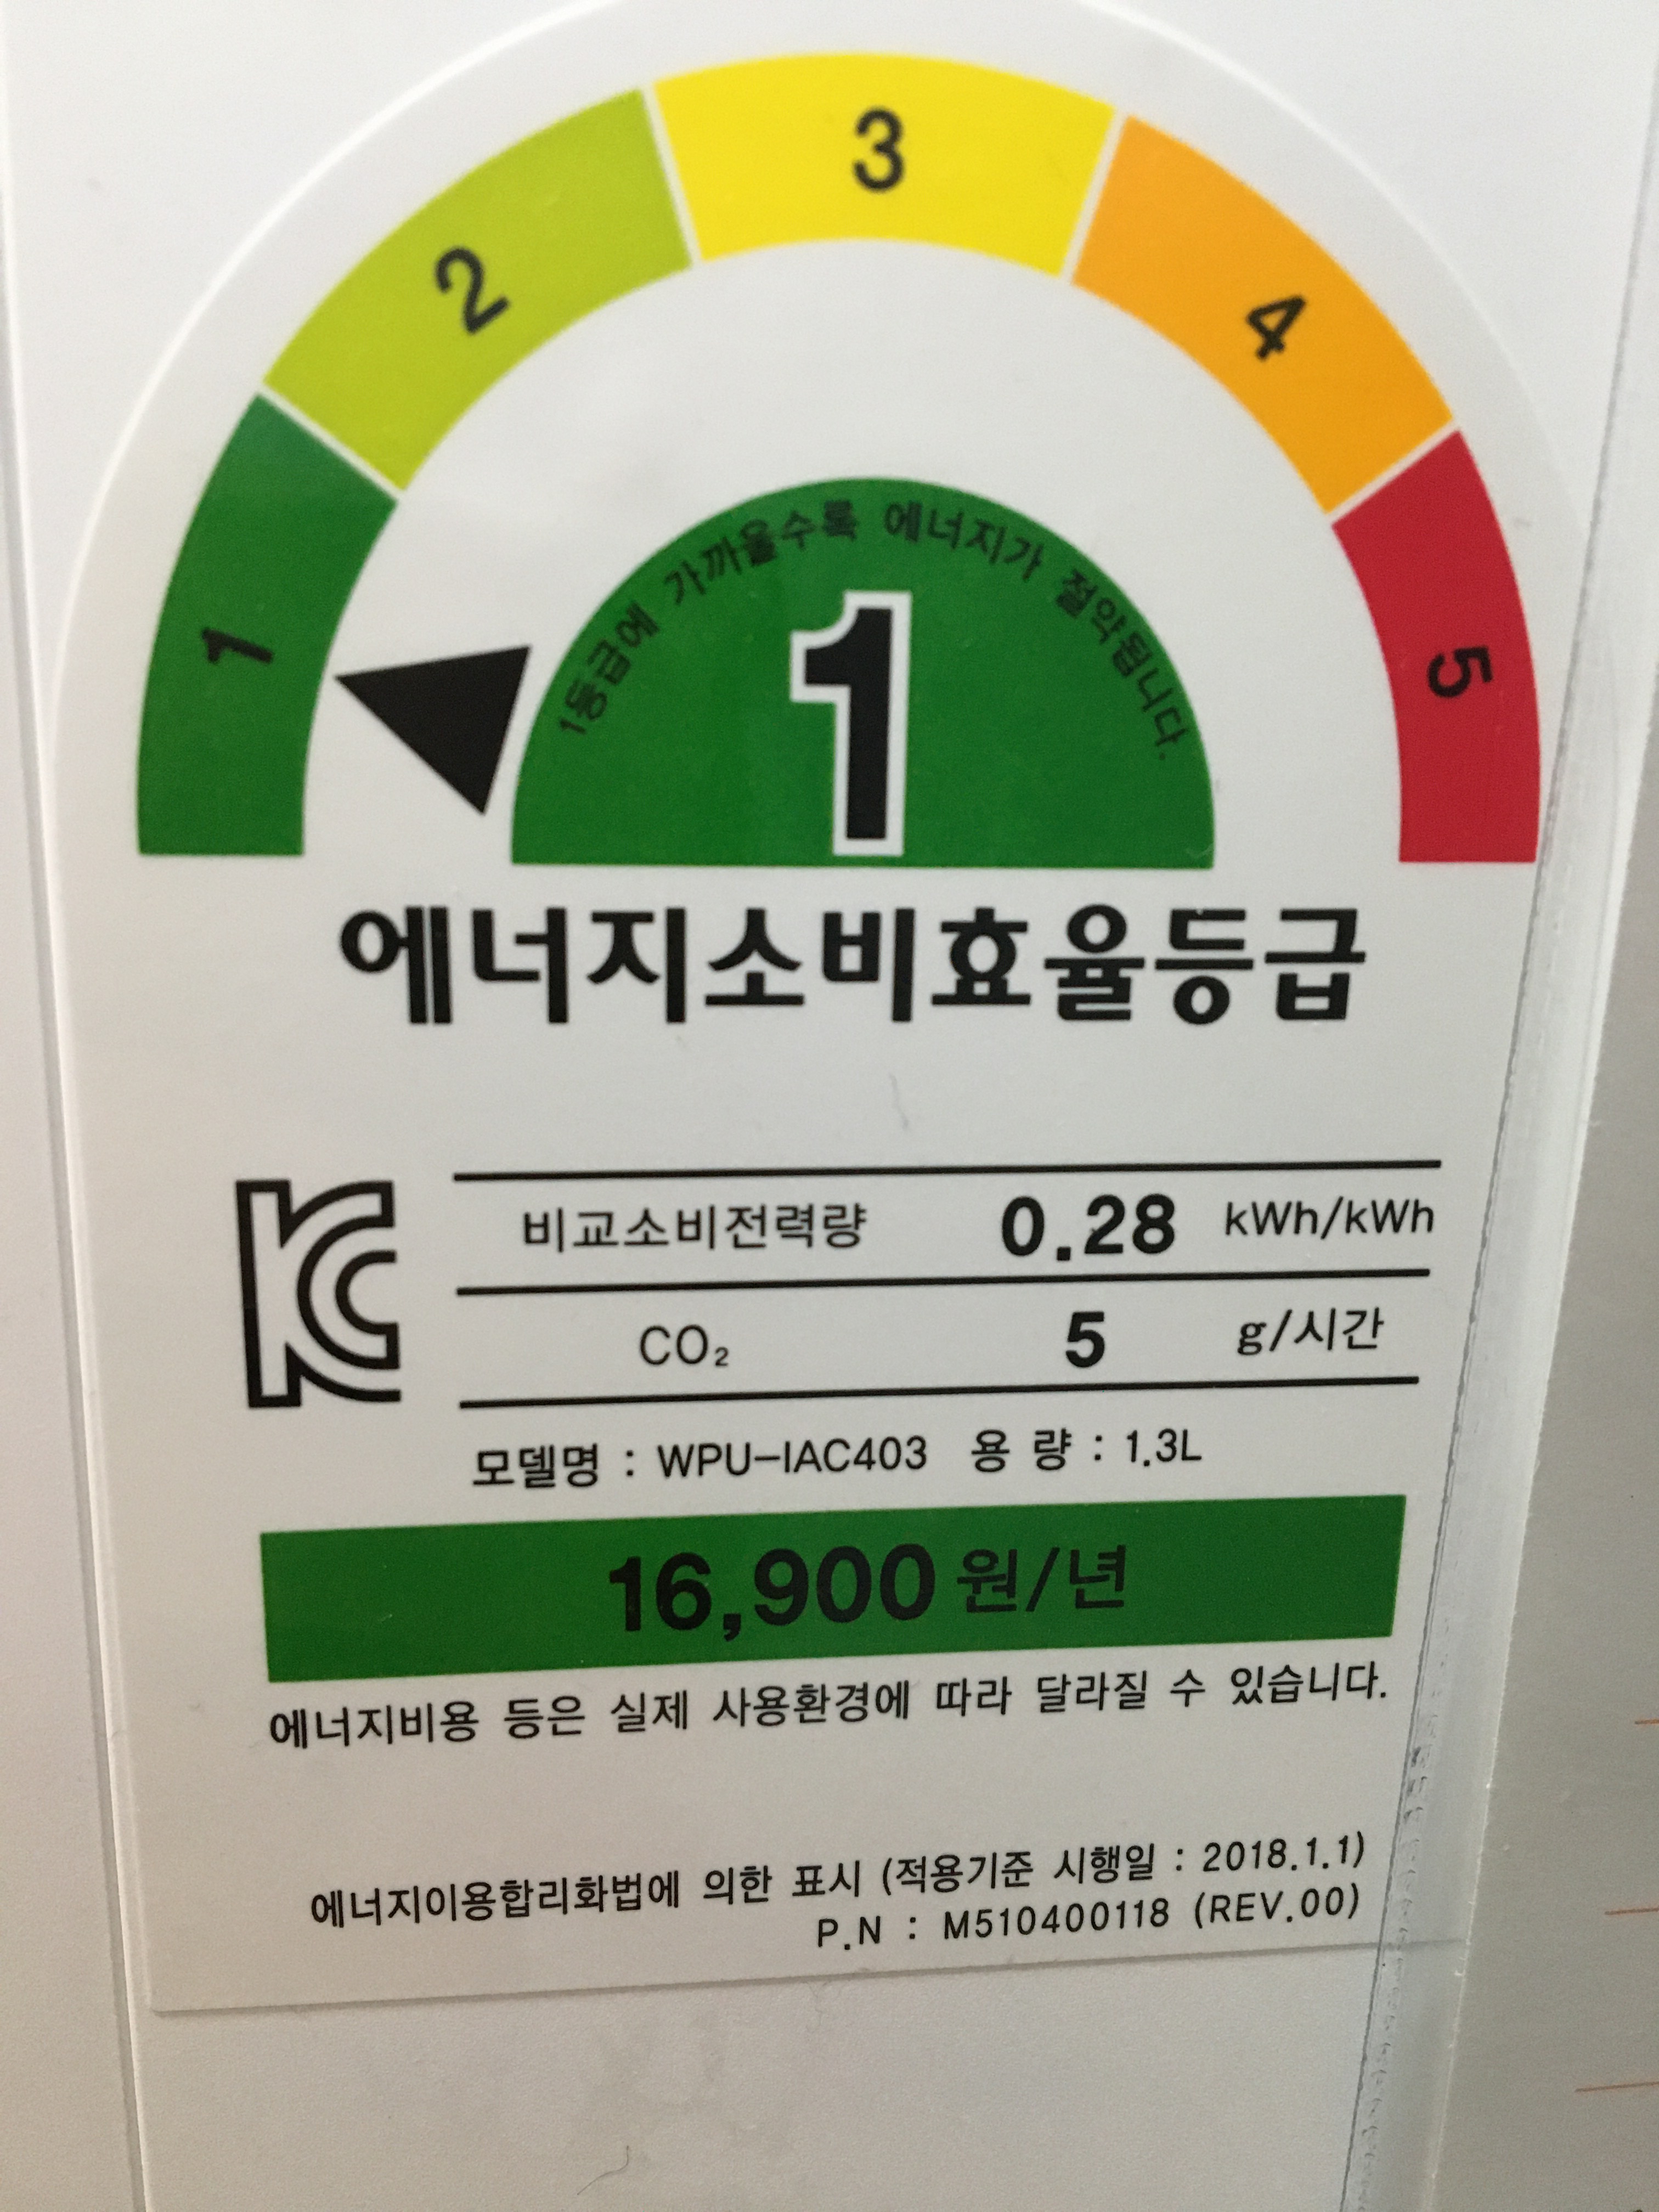 1
2
3
4
5
1등급에 가까울수록 에너지가 절약됩니다.
1
에너지소비효율등급
KC
비교소비전력량 0.28 kWh/kWh
CO₂ 5 g/시간
모델명 : WPU-IAC403 용 량 : 1.3L
16,900 원/년
에너지비용 등은 실제 사용환경에 따라 달라질 수 있습니다.
에너지이용합리화법에 의한 표시 (적용기준 시행일 : 2018.1.1)
P.N : M510400118 (REV.00)